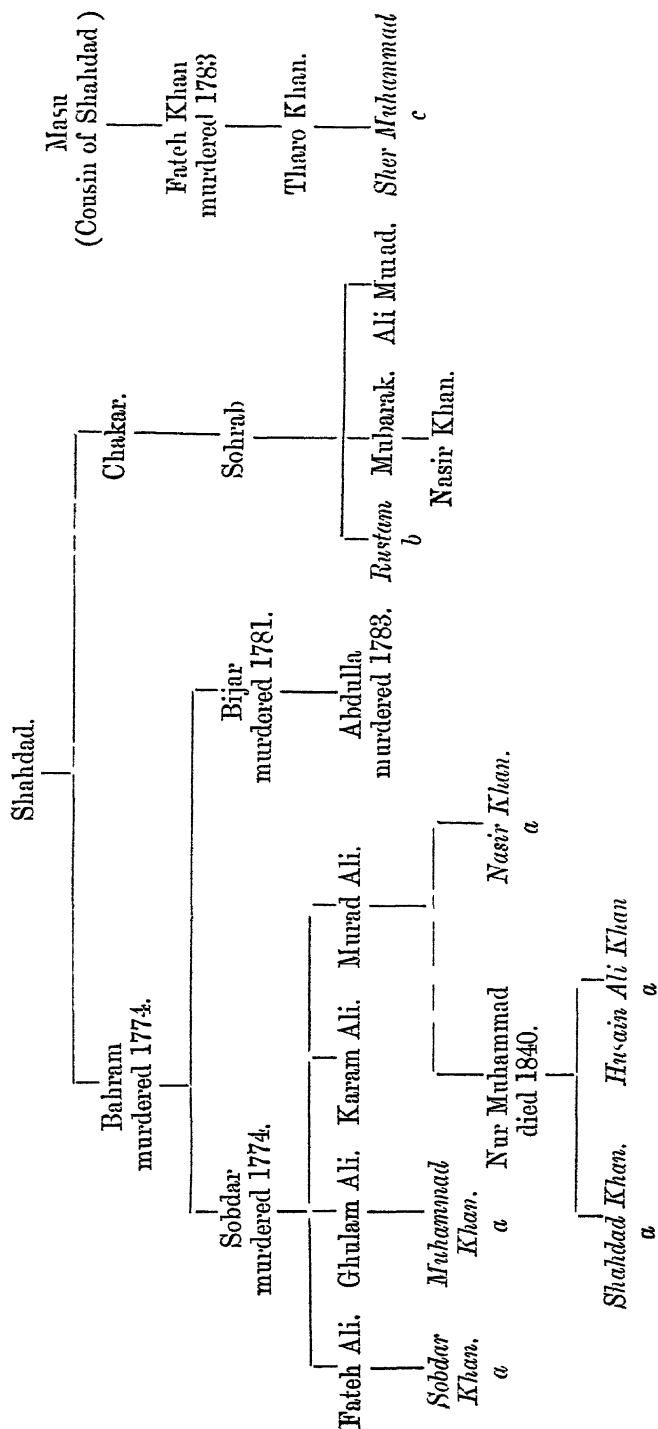 Shahdad.
Bahram
murdered 1774.
Chakar.
Masu
(Cousin of Shahdad )
Sobdar
murdered 1774.
Bijar
murdered 1781.
Sohrab
Fateh Khan
murdered 1783
Fateh Ali.
Ghulam Ali.
Karam Ali.
Murad Ali.
Abdulla
murdered 1783.
Rustam
b
Mubarak.
Ali Murad.
Tharo Khan.
Sobdar
Khan.
a
Muhammad
Khan.
a
Nur Muhammad
died 1840.
Nasir Khan.
a
Nasir Khan.
Sher Muhammad
c
Shahdad Khan.
a
Husain Ali Khan
a